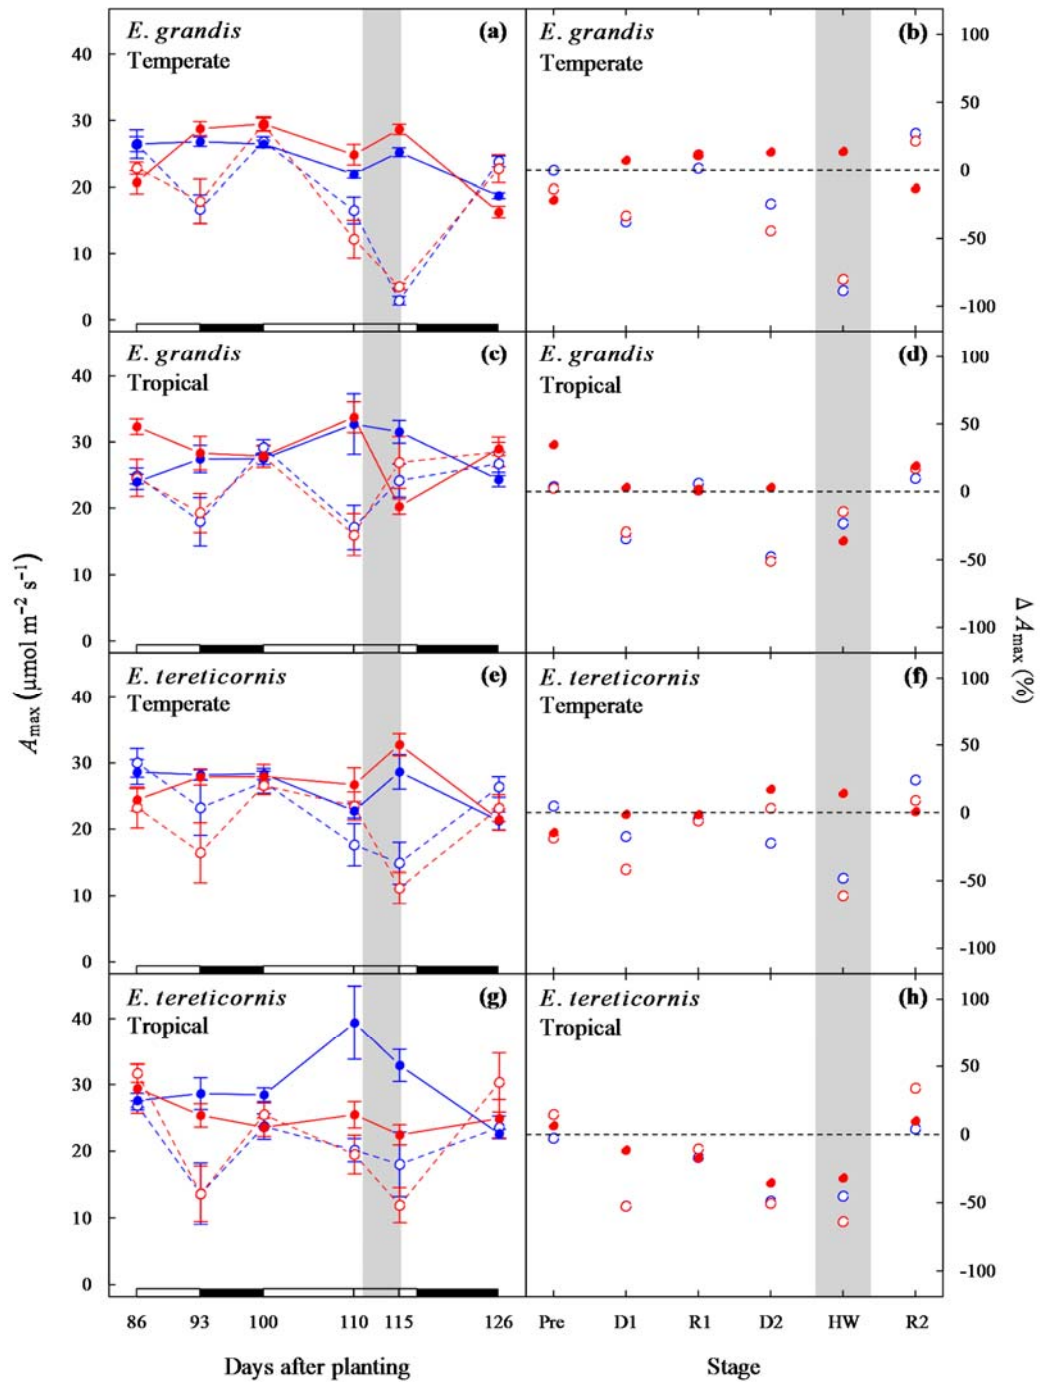 E. grandis (a)
Temperate
40
30
20
10
0
E. grandis (b)
Temperate
100
50
0
-50
-100
E. grandis (c)
Tropical
40
30
20
10
0
E. grandis (d)
Tropical
100
50
0
-50
-100
E. tereticornis (e)
Temperate
40
30
20
10
0
E. tereticornis (f)
Temperate
100
50
0
-50
-100
E. tereticornis (g)
Tropical
40
30
20
10
0
E. tereticornis (h)
Tropical
100
50
0
-50
-100
A max (μmol m−2 s−1)
Δ A max (%)
86 93 100 110 115 126
Pre D1 R1 D2 HW R2
Days after planting
Stage